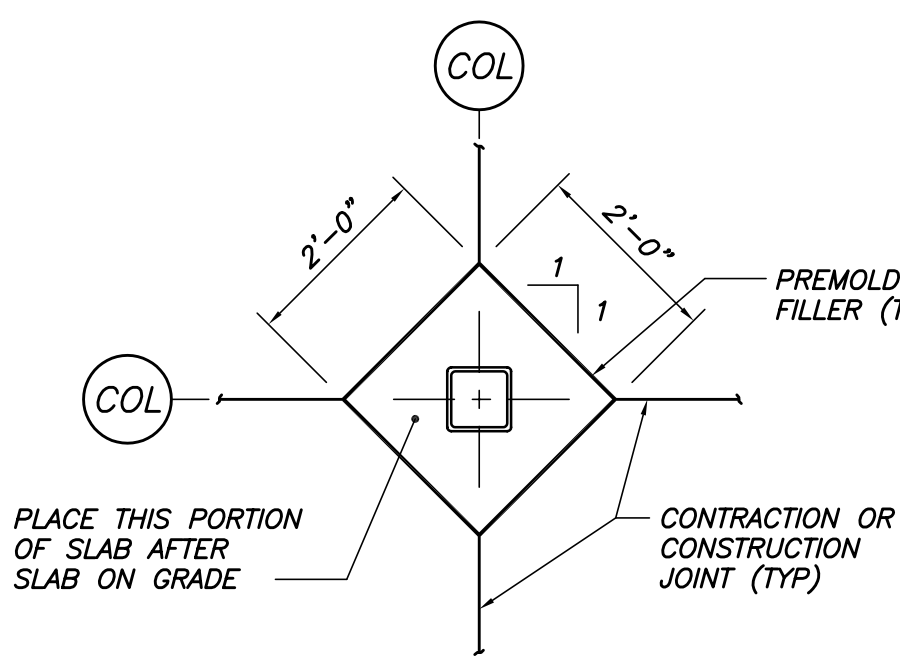 COL
2'-0"
2'-0"
1
1
PREMOLD
FILLER (T
COL
PLACE THIS PORTION
OF SLAB AFTER
SLAB ON GRADE
CONTRACTION OR
CONSTRUCTION
JOINT (TYP)